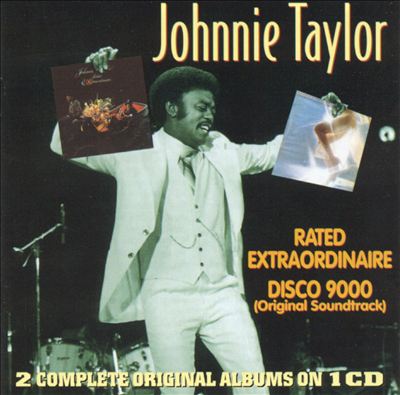 Johnnie Taylor
RATED
EXTRAORDINAIRE
DISCO 9000
(Original Soundtrack)
2 COMPLETE ORIGINAL ALBUMS ON 1 CD